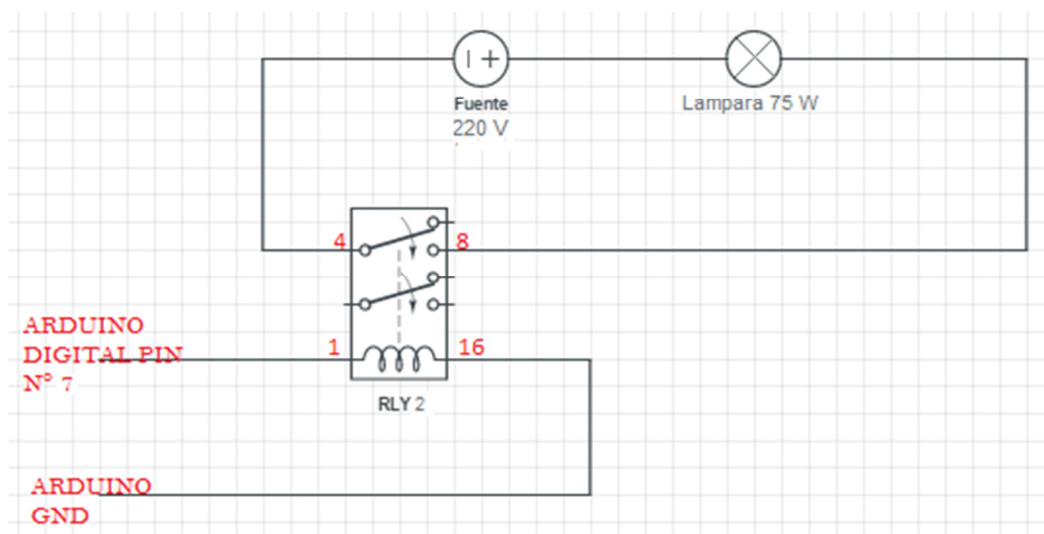 Fuente
220 V
Lampara 75 W
4
8
ARDUINO
DIGITAL PIN
N° 7
1
16
RLY 2
ARDUINO
GND